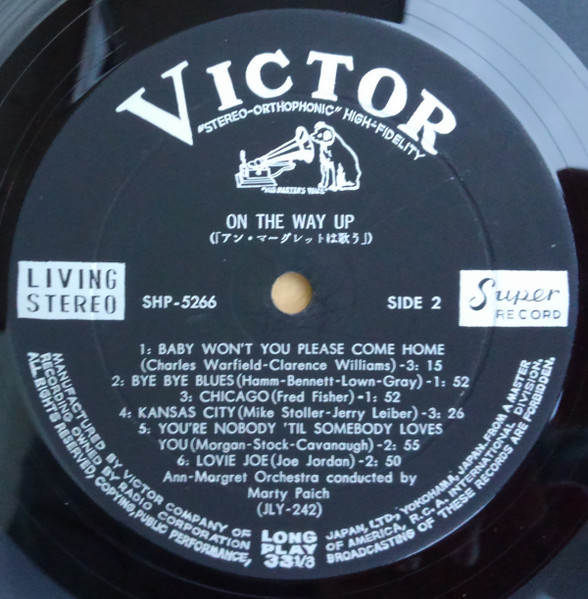 VICTOR
"STEREO-ORTHOPHONIC" HIGH-FIDELITY
"HIS MASTER'S VOICE"
ON THE WAY UP
(『アン・マーグレットは歌う』)
LIVING
STEREO
SHP-5266
SIDE 2
Super
RECORD
1: BABY WON'T YOU PLEASE COME HOME
(Charles Warfield-Clarence Williams)-3: 15
2: BYE BYE BLUES(Hamm-Bennett-Lown-Gray)-1: 52
3: CHICAGO(Fred Fisher)-1: 52
4: KANSAS CITY(Mike Stoller-Jerry Leiber)-3: 26
5: YOU'RE NOBODY 'TIL SOMEBODY LOVES
YOU(Morgan-Stock-Cavanaugh)-2: 55
6: LOVIE JOE(Joe Jordan)-2: 50
Ann-Margret Orchestra conducted by
Marty Paich
(JLY-242)
LONG
PLAY
33 1/3
MANUFACTURED BY VICTOR COMPANY OF JAPAN, LTD., YOKOHAMA, JAPAN, FROM A MASTER
RECORDING OWNED BY RADIO CORPORATION OF AMERICA, R.C.A. INTERNATIONAL DIVISION.
ALL RIGHTS RESERVED, COPYING, PUBLIC PERFORMANCE, BROADCASTING OF THESE RECORDS ARE FORBIDDEN.